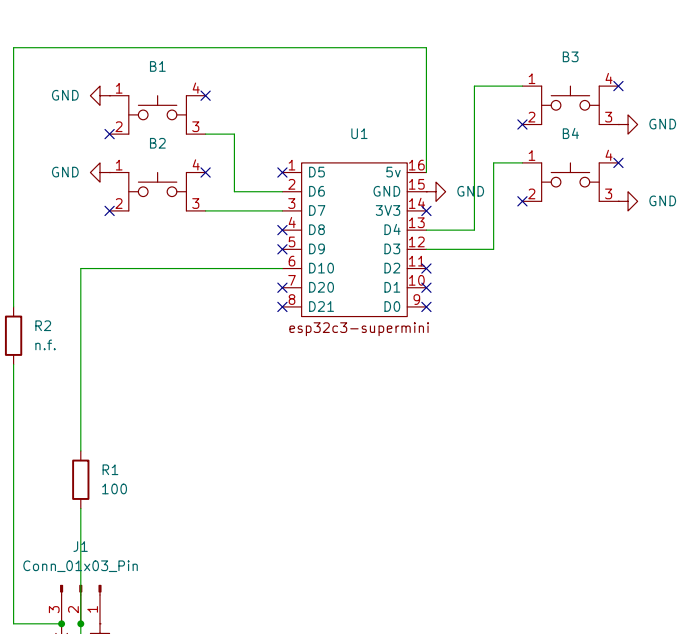 B1
GND 1 4
2 3
B2
GND 1 4
2 3
B3
1 4
2 3 GND
B4
1 4
2 3 GND
U1
1 D5 5v 16
2 D6 GND 15 GND
3 D7 3V3 14
4 D8 D4 13
5 D9 D3 12
6 D10 D2 11
7 D20 D1 10
8 D21 D0 9
esp32c3-supermini
R2
n.f.
R1
100
J1
Conn_01x03_Pin
3 2 1